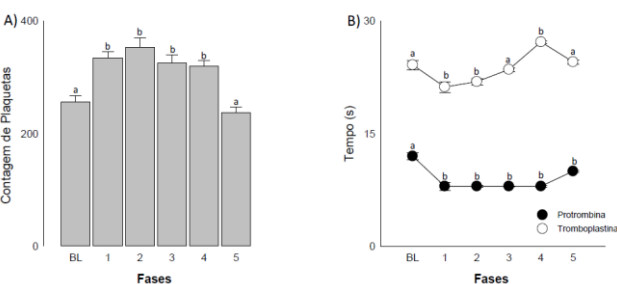 A)
400
200
0
Contagem de Plaquetas
a
b
b
b
b
a
BL 1 2 3 4 5
Fases
B)
30
15
0
Tempo (s)
a
b
b
a
b
a
a
b
b
b
b
b
Protrombina
Tromboplastina
BL 1 2 3 4 5
Fases